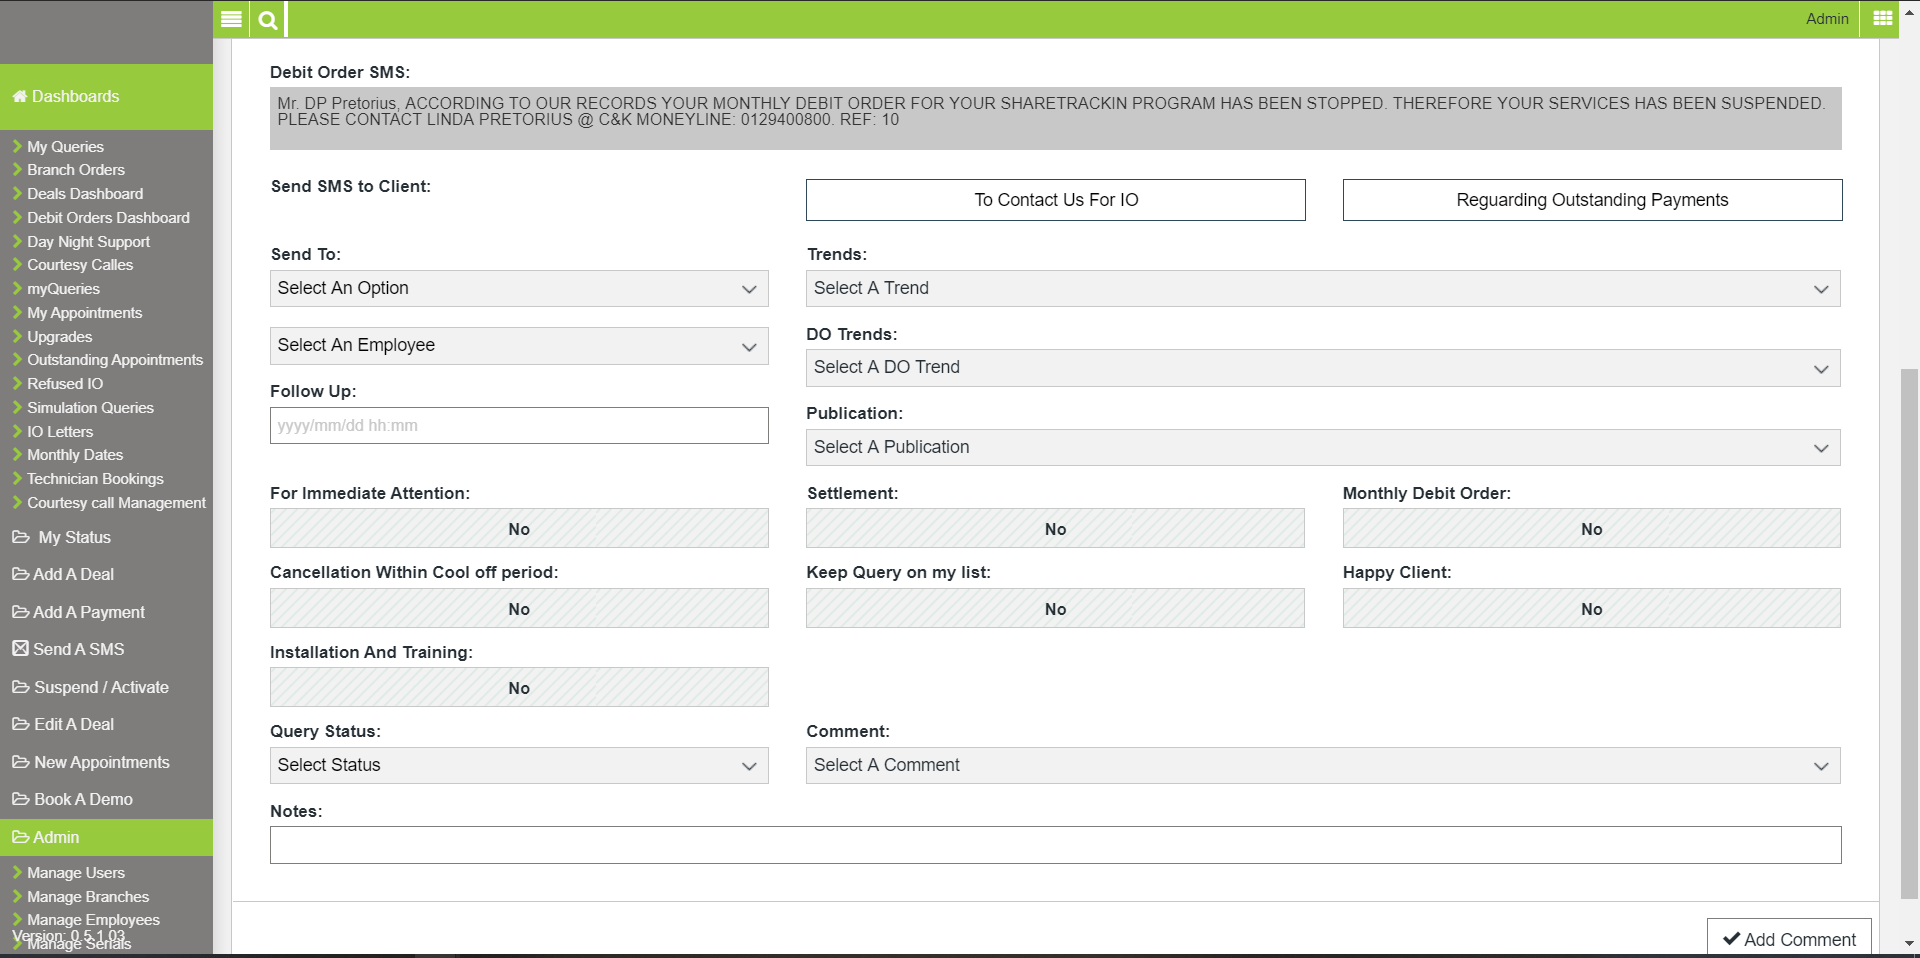 Admin
Dashboards
My Queries
Branch Orders
Deals Dashboard
Debit Orders Dashboard
Day Night Support
Courtesy Calles
myQueries
My Appointments
Upgrades
Outstanding Appointments
Refused IO
Simulation Queries
IO Letters
Monthly Dates
Technician Bookings
Courtesy call Management
My Status
Add A Deal
Add A Payment
Send A SMS
Suspend / Activate
Edit A Deal
New Appointments
Book A Demo
Admin
Manage Users
Manage Branches
Manage Employees
Version: 0.5.1.03
Manage Serials
Debit Order SMS:
Mr. DP Pretorius, ACCORDING TO OUR RECORDS YOUR MONTHLY DEBIT ORDER FOR YOUR SHARETRACKIN PROGRAM HAS BEEN STOPPED. THEREFORE YOUR SERVICES HAS BEEN SUSPENDED.
PLEASE CONTACT LINDA PRETORIUS @ C&K MONEYLINE: 0129400800. REF: 10
Send SMS to Client:
To Contact Us For IO
Reguarding Outstanding Payments
Send To:
Select An Option
Select An Employee
Follow Up:
yyyy/mm/dd hh:mm
Trends:
Select A Trend
DO Trends:
Select A DO Trend
Publication:
Select A Publication
For Immediate Attention:
No
Settlement:
No
Monthly Debit Order:
No
Cancellation Within Cool off period:
No
Keep Query on my list:
No
Happy Client:
No
Installation And Training:
No
Query Status:
Select Status
Comment:
Select A Comment
Notes:
Add Comment